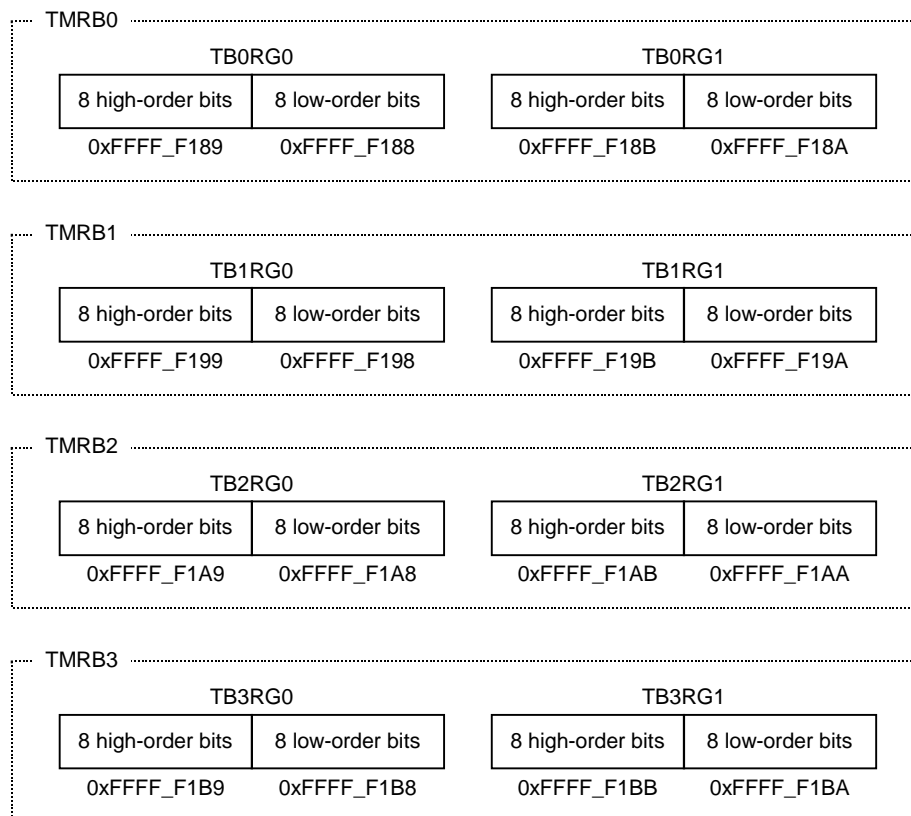 TMRB0
TB0RG0 TB0RG1
8 high-order bits 8 low-order bits 8 high-order bits 8 low-order bits
0xFFFF_F189 0xFFFF_F188 0xFFFF_F18B 0xFFFF_F18A
TMRB1
TB1RG0 TB1RG1
8 high-order bits 8 low-order bits 8 high-order bits 8 low-order bits
0xFFFF_F199 0xFFFF_F198 0xFFFF_F19B 0xFFFF_F19A
TMRB2
TB2RG0 TB2RG1
8 high-order bits 8 low-order bits 8 high-order bits 8 low-order bits
0xFFFF_F1A9 0xFFFF_F1A8 0xFFFF_F1AB 0xFFFF_F1AA
TMRB3
TB3RG0 TB3RG1
8 high-order bits 8 low-order bits 8 high-order bits 8 low-order bits
0xFFFF_F1B9 0xFFFF_F1B8 0xFFFF_F1BB 0xFFFF_F1BA